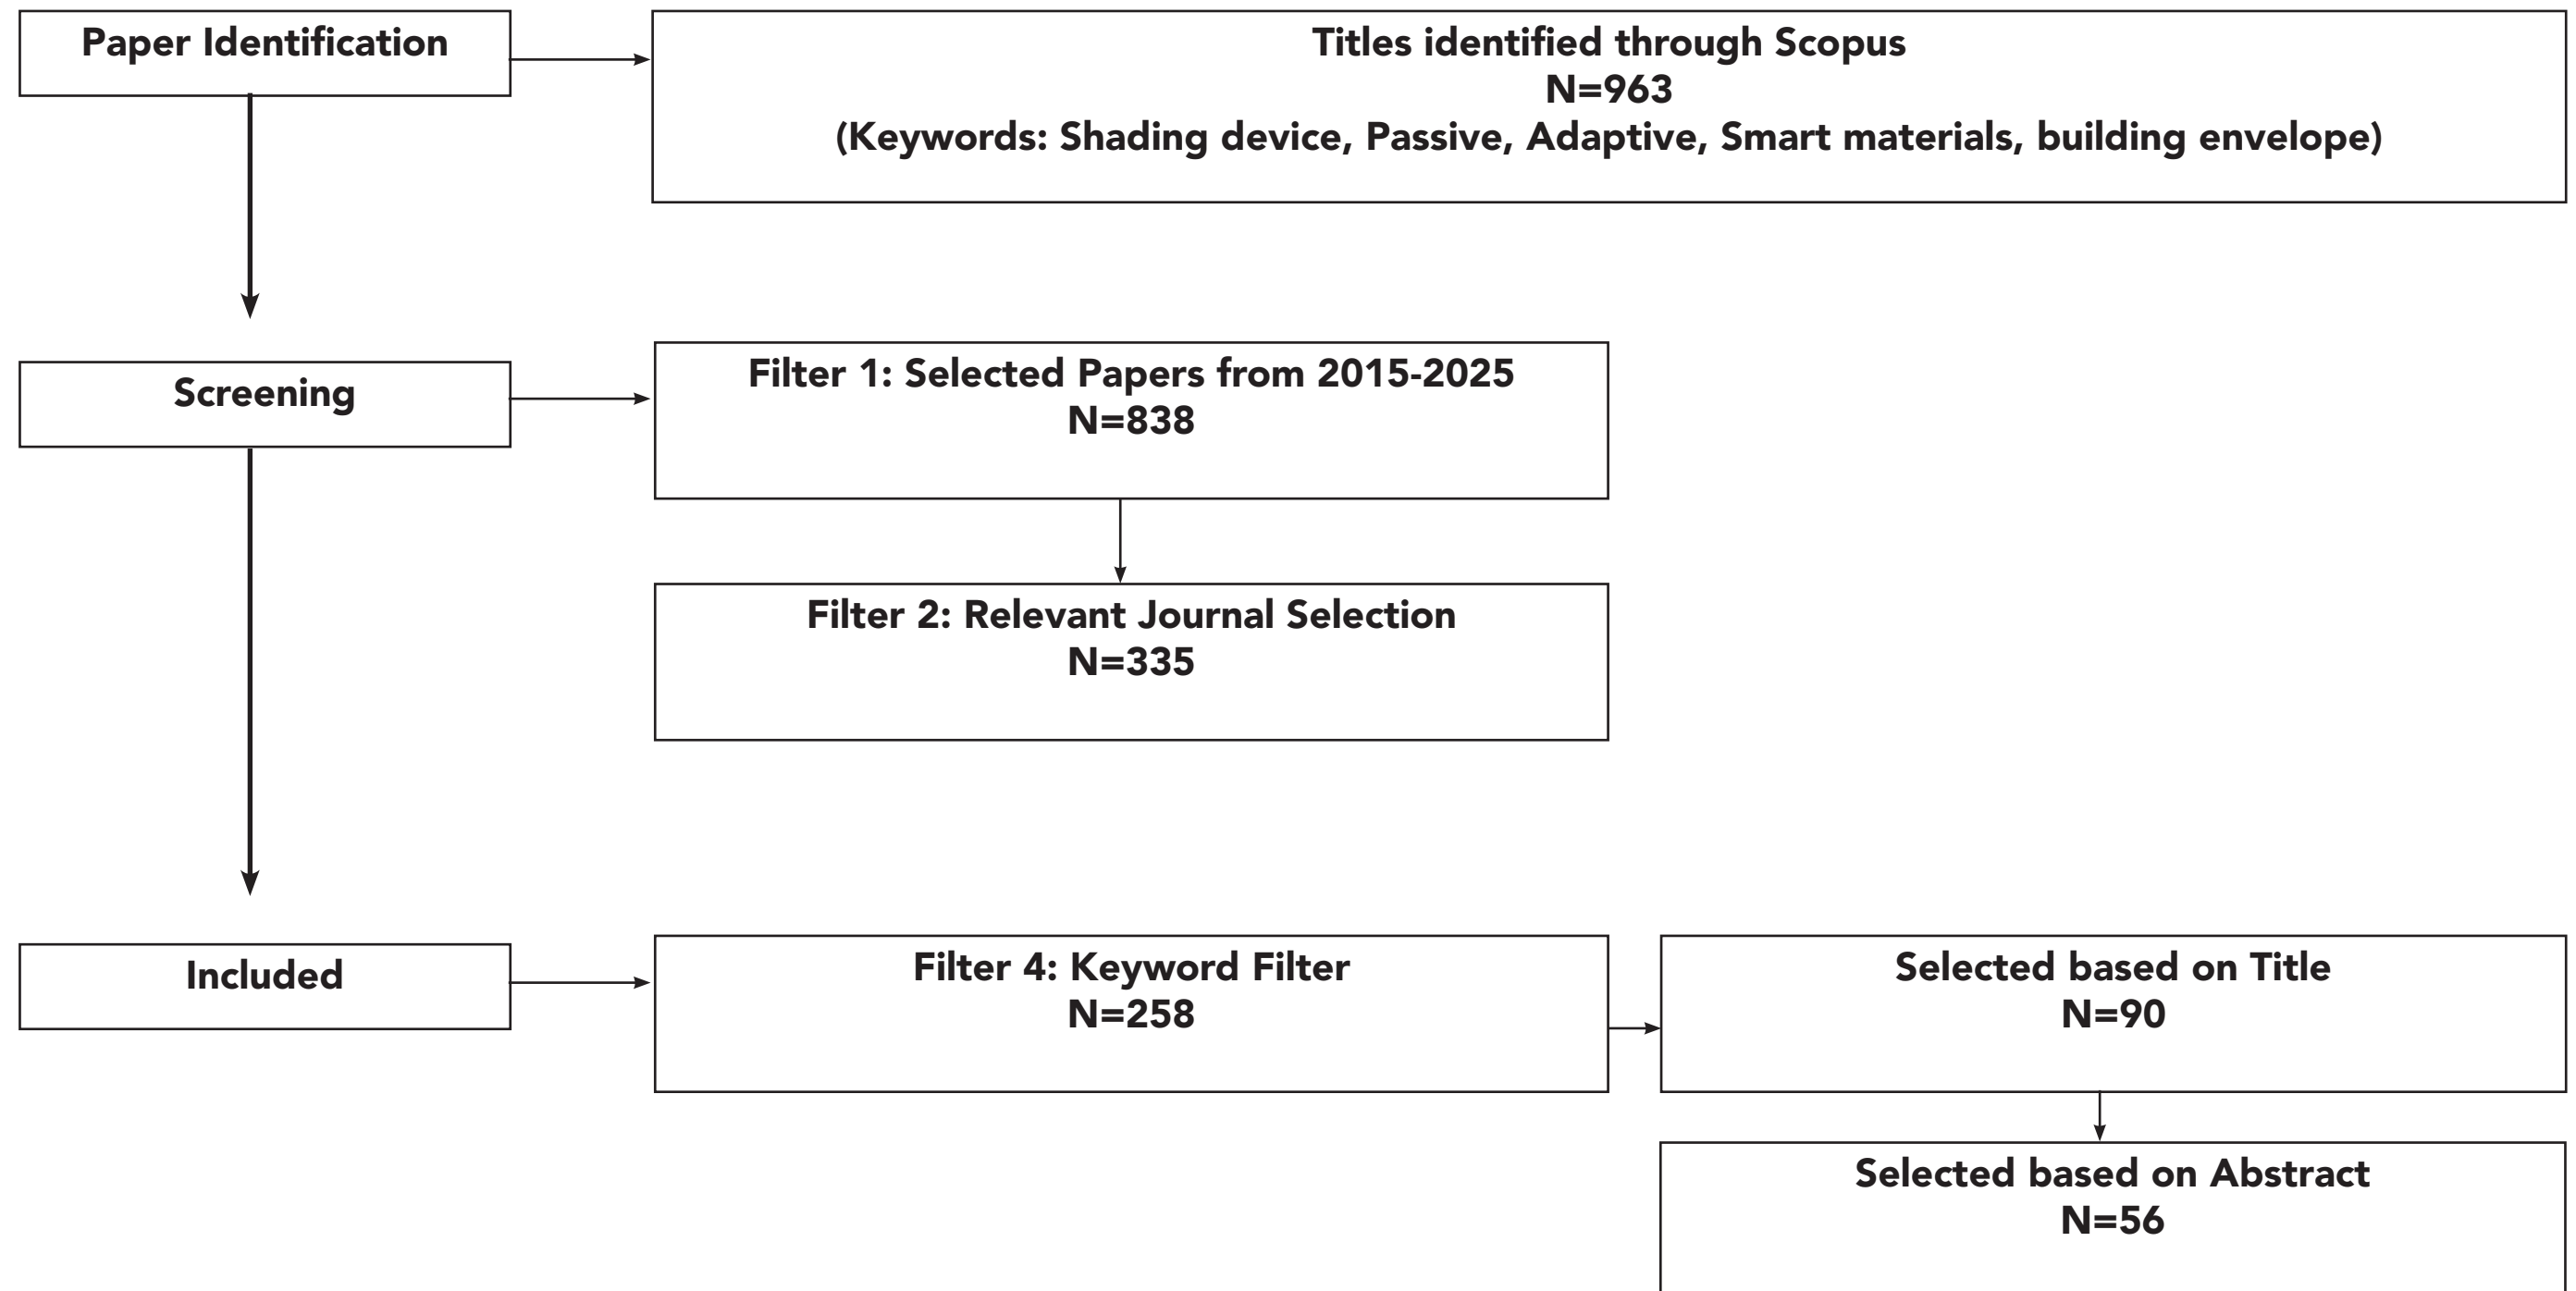 Paper Identification
Titles identified through Scopus
N=963
(Keywords: Shading device, Passive, Adaptive, Smart materials, building envelope)
Screening
Filter 1: Selected Papers from 2015-2025
N=838
Filter 2: Relevant Journal Selection
N=335
Included
Filter 4: Keyword Filter
N=258
Selected based on Title
N=90
Selected based on Abstract
N=56